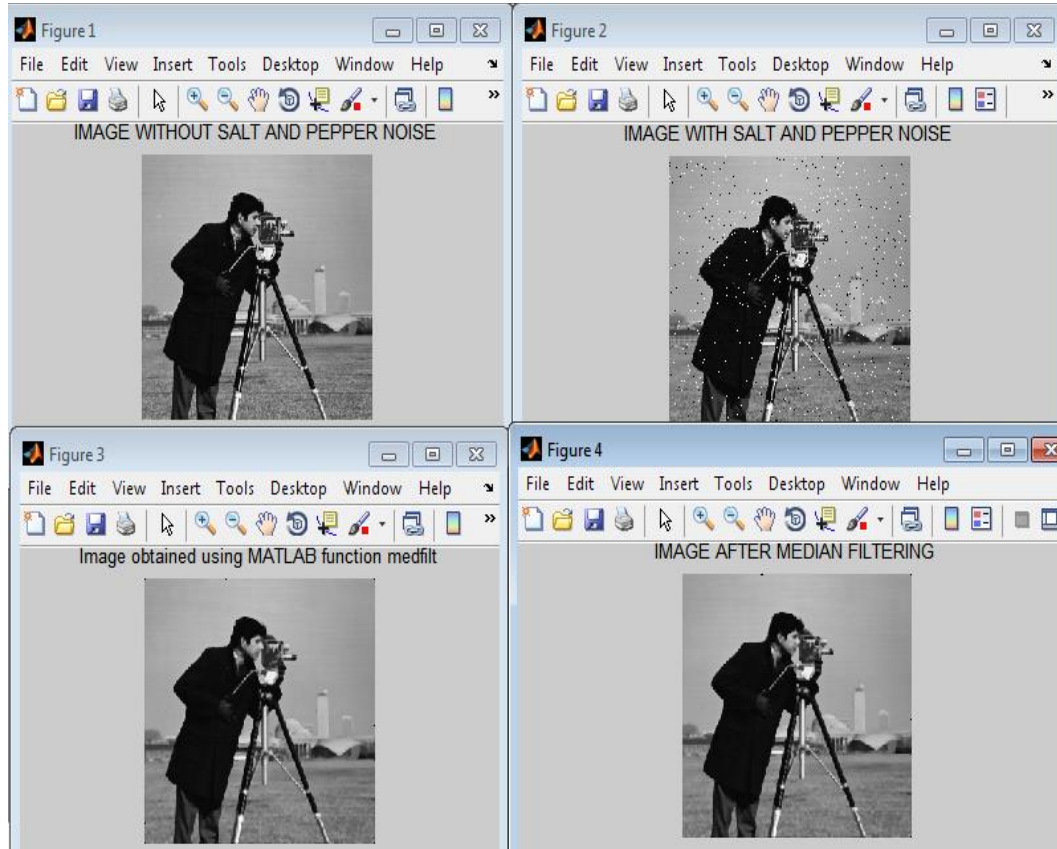 Figure 1
File Edit View Insert Tools Desktop Window Help
IMAGE WITHOUT SALT AND PEPPER NOISE
Figure 2
File Edit View Insert Tools Desktop Window Help
IMAGE WITH SALT AND PEPPER NOISE
Figure 3
File Edit View Insert Tools Desktop Window Help
Image obtained using MATLAB function medfilt
Figure 4
File Edit View Insert Tools Desktop Window Help
IMAGE AFTER MEDIAN FILTERING